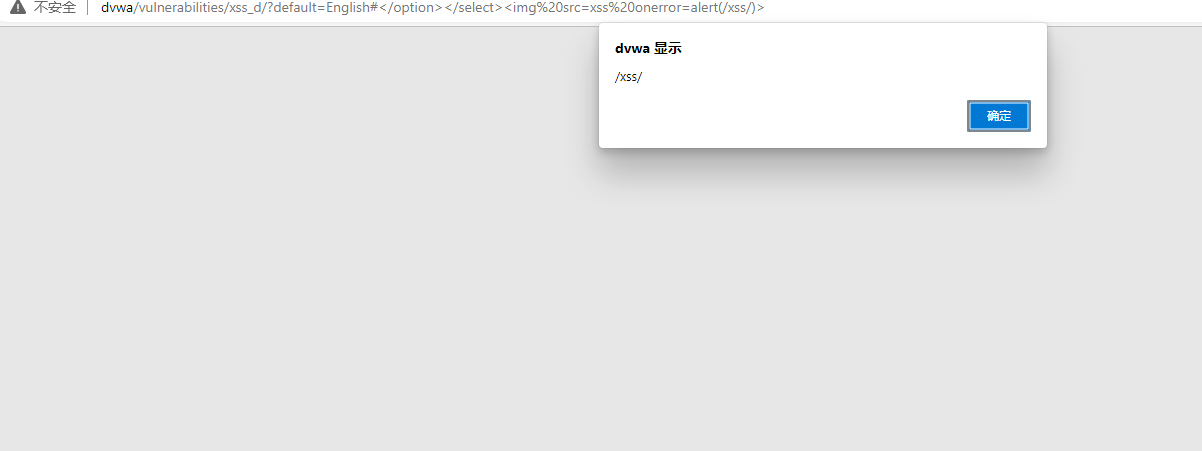 不安全 dvwa/vulnerabilities/xss_d/?default=English#</option></select><img%20src=xss%20onerror=alert(/xss/)>
dvwa 显示
/xss/
确定